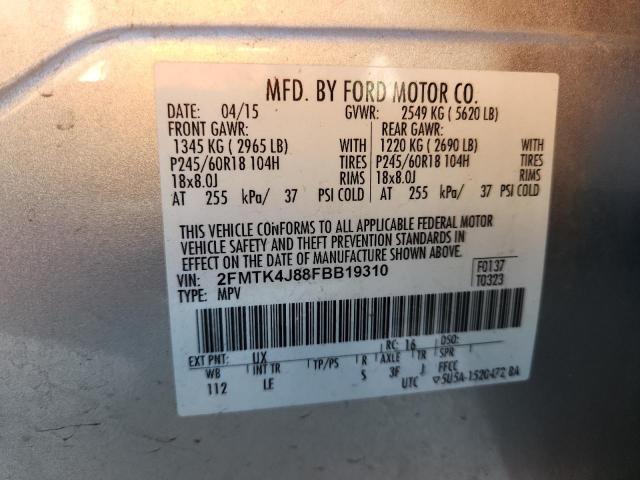 MFD. BY FORD MOTOR CO.
DATE: 04/15 GVWR: 2549 KG ( 5620 LB)
FRONT GAWR: REAR GAWR:
1345 KG ( 2965 LB) WITH 1220 KG ( 2690 LB) WITH
P245/60R18 104H TIRES P245/60R18 104H TIRES
18x8.0J RIMS 18x8.0J RIMS
AT 255 kPa/ 37 PSI COLD AT 255 kPa/ 37 PSI COLD
THIS VEHICLE CONFORMS TO ALL APPLICABLE FEDERAL MOTOR
VEHICLE SAFETY AND THEFT PREVENTION STANDARDS IN
EFFECT ON THE DATE OF MANUFACTURE SHOWN ABOVE.
VIN: 2FMTK4J88FBB19310 F0137
TYPE: MPV T0323
EXT PNT: UX RC: 16 DSO:
WB INT TR TP/PS R AXLE TR SPR
112 LE S 3F J FFCC
UTC ▽5U5A-1520472-BA